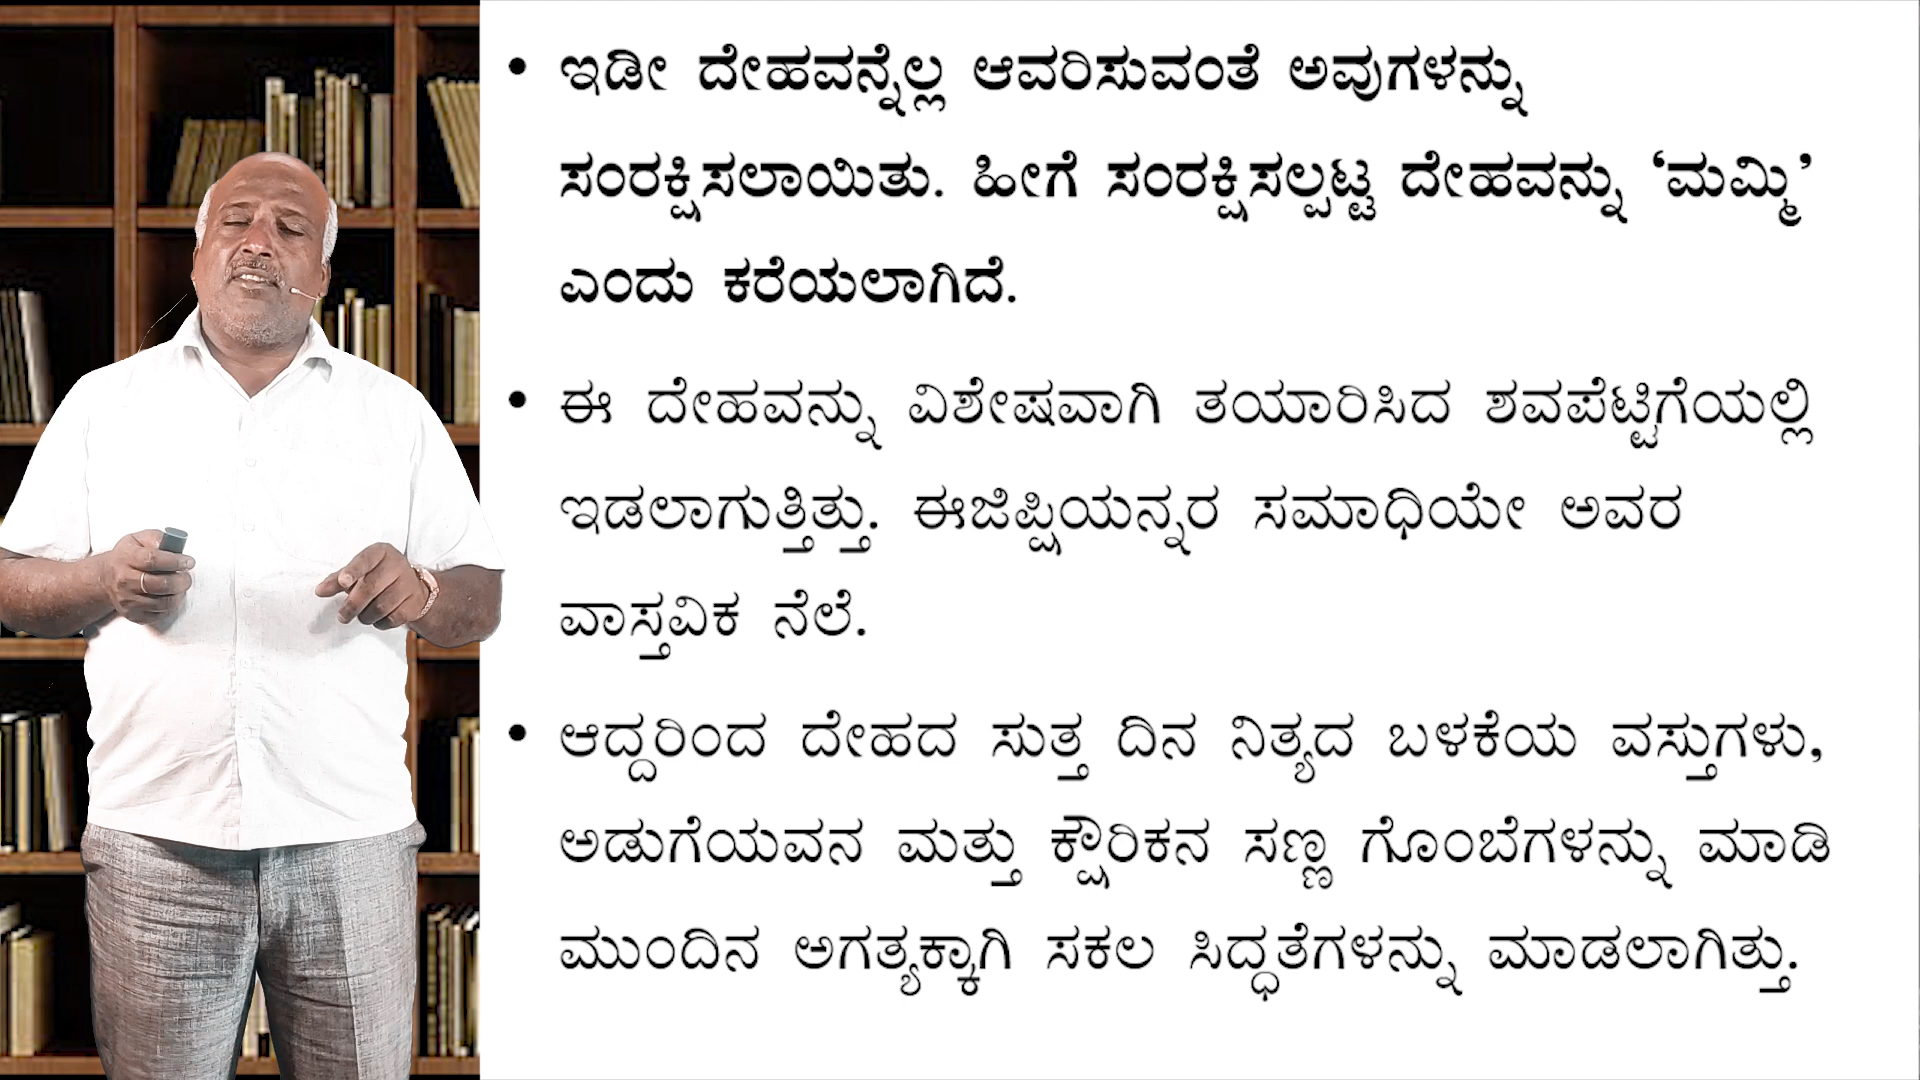 • ಇಡೀ ದೇಹವನ್ನೆಲ್ಲ ಆವರಿಸುವಂತೆ ಅವುಗಳನ್ನು
ಸಂರಕ್ಷಿಸಲಾಯಿತು. ಹೀಗೆ ಸಂರಕ್ಷಿಸಲ್ಪಟ್ಟ ದೇಹವನ್ನು ‘ಮಮ್ಮಿ’
ಎಂದು ಕರೆಯಲಾಗಿದೆ.
• ಈ ದೇಹವನ್ನು ವಿಶೇಷವಾಗಿ ತಯಾರಿಸಿದ ಶವಪೆಟ್ಟಿಗೆಯಲ್ಲಿ
ಇಡಲಾಗುತ್ತಿತ್ತು. ಈಜಿಪ್ಷಿಯನ್ನರ ಸಮಾಧಿಯೇ ಅವರ
ವಾಸ್ತವಿಕ ನೆಲೆ.
• ಆದ್ದರಿಂದ ದೇಹದ ಸುತ್ತ ದಿನ ನಿತ್ಯದ ಬಳಕೆಯ ವಸ್ತುಗಳು,
ಅಡುಗೆಯವನ ಮತ್ತು ಕ್ಷೌರಿಕನ ಸಣ್ಣ ಗೊಂಬೆಗಳನ್ನು ಮಾಡಿ
ಮುಂದಿನ ಅಗತ್ಯಕ್ಕಾಗಿ ಸಕಲ ಸಿದ್ಧತೆಗಳನ್ನು ಮಾಡಲಾಗಿತ್ತು.